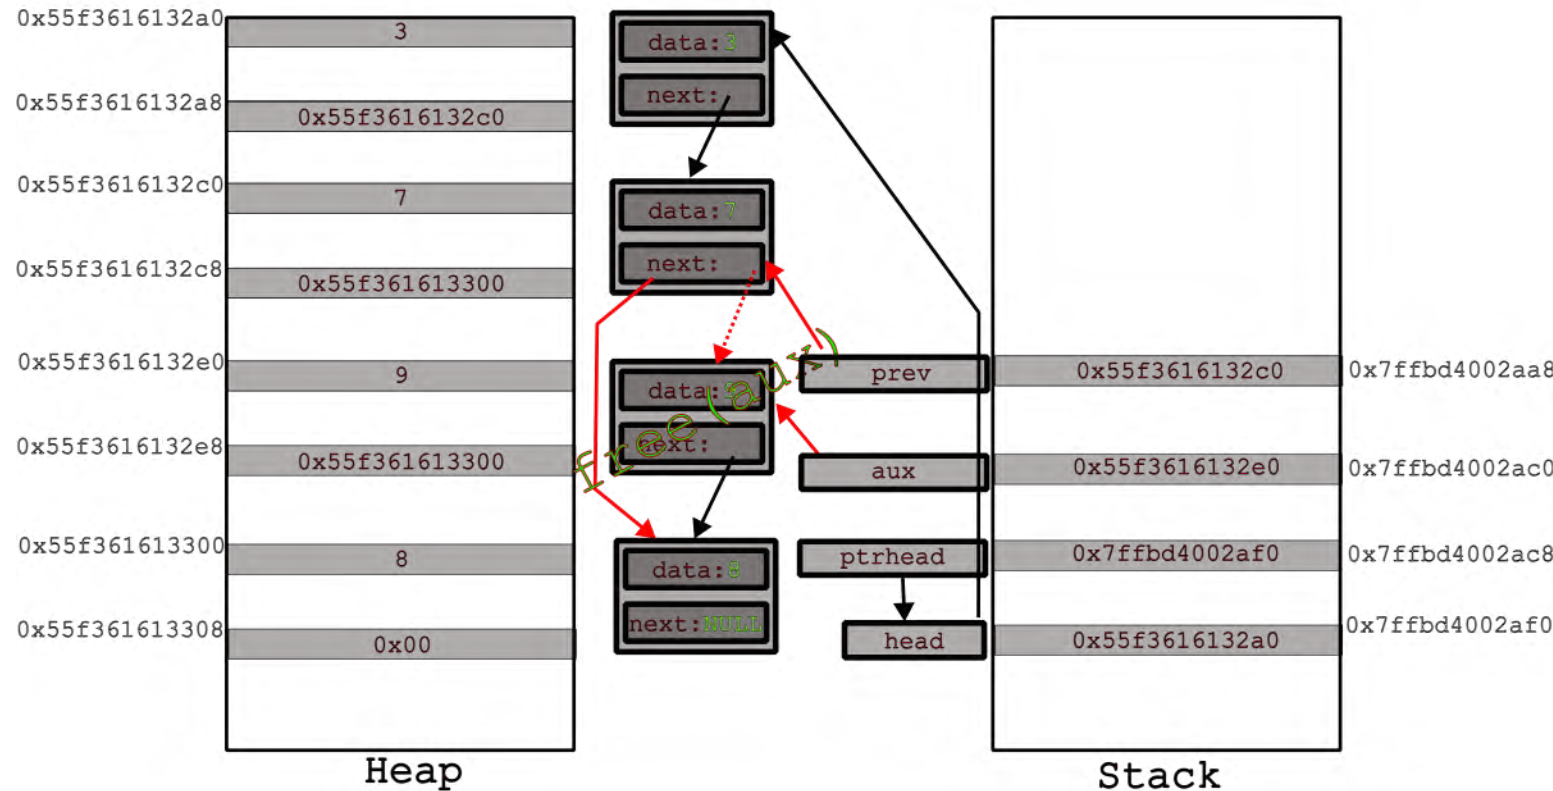 0x55f3616132a0
3
0x55f3616132a8
0x55f3616132c0
0x55f3616132c0
7
0x55f3616132c8
0x55f361613300
0x55f3616132e0
9
0x55f3616132e8
0x55f361613300
0x55f361613300
8
0x55f361613308
0x00
Heap
data:3
next:
data:7
next:
data:
next:
free(aux)
data:8
next:NULL
prev
0x55f3616132c0
0x7ffbd4002aa8
aux
0x55f3616132e0
0x7ffbd4002ac0
ptrhead
0x7ffbd4002af0
0x7ffbd4002ac8
head
0x55f3616132a0
0x7ffbd4002af0
Stack